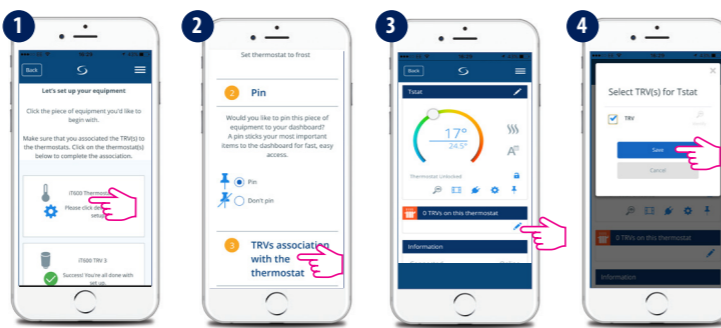 1
Back
Let's set up your equipment
Click the piece of equipment you'd like to
begin with.
Make sure that you associated the TRV(s) to
the thermostats. Click on the thermostat(s)
below to complete the association.
iT600 Thermostat
Please click
setup
iT600 TRV 3
Success! You're all done with
set up.
2
Set thermostat to frost
2 Pin
Would you like to pin this piece of
equipment to your dashboard?
A pin sticks your most important
items to the dashboard for fast, easy
access.
Pin
Don't pin
3 TRVs association
with the
thermostat
3
Back
Tstat
17°
24.5°
Thermostat Unlocked
0 TRVs on this thermostat
Information
4
Select TRV(s) for Tstat
TRV
Save
Cancel
0 TRVs on this thermostat
Information